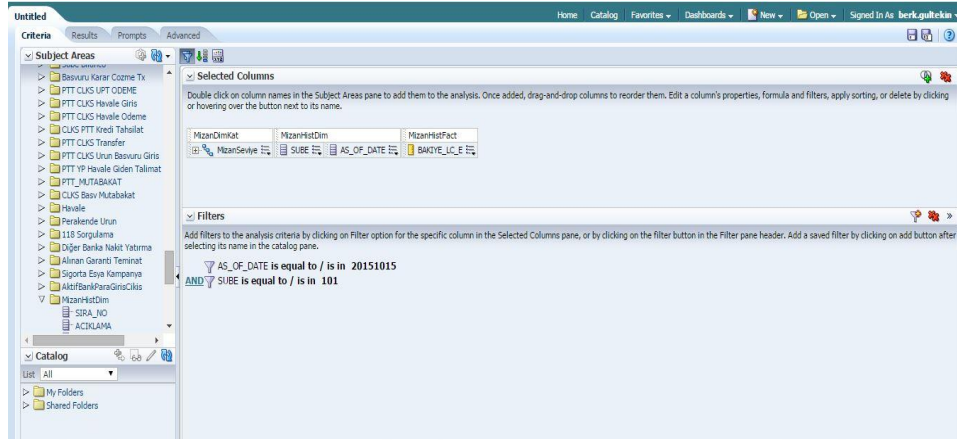 Untitled
Home Catalog Favorites Dashboards New Open Signed In As berk.gultekin
Criteria Results Prompts Advanced
Subject Areas
Basvuru Karar Cozme Tx
PTT CLKS UPT ODEME
PTT CLKS Havale Giris
PTT CLKS Havale Odeme
CLKS PTT Kredi Tahsilat
PTT CLKS Transfer
PTT CLKS Urun Basvuru Giris
PTT YP Havale Giden Talimat
PTT_MUTABAKAT
CLKS Basv Mutabakat
Havale
Perakende Urun
118 Sorgulama
Diğer Banka Nakit Yatırma
Alınan Garanti Teminat
Sigorta Esya Kampanya
AktifBankParaGirisCikis
MizanHistDim
SIRA_NO
ACIKLAMA
Catalog
List All
My Folders
Shared Folders
Selected Columns
Double click on column names in the Subject Areas pane to add them to the analysis. Once added, drag-and-drop columns to reorder them. Edit a column's properties, formula and filters, apply sorting, or delete by clicking
or hovering over the button next to its name.
MizanDimKat MizanHistDim MizanHistFact
MizanSeviye SUBE AS_OF_DATE BAKIYE_LC_E
Filters
Add filters to the analysis criteria by clicking on Filter option for the specific column in the Selected Columns pane, or by clicking on the filter button in the Filter pane header. Add a saved filter by clicking on add button after
selecting its name in the catalog pane.
AS_OF_DATE is equal to / is in 20151015
AND SUBE is equal to / is in 101